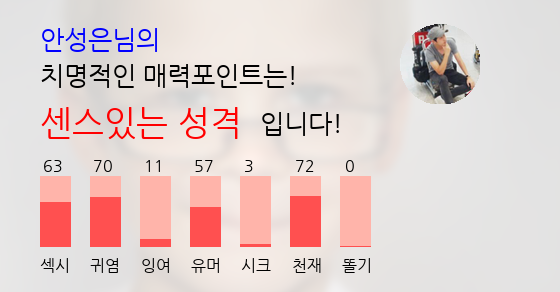 안성은님의
치명적인 매력포인트는!
센스있는 성격 입니다!
63 70 11 57 3 72 0
섹시 귀염 잉여 유머 시크 천재 똘기